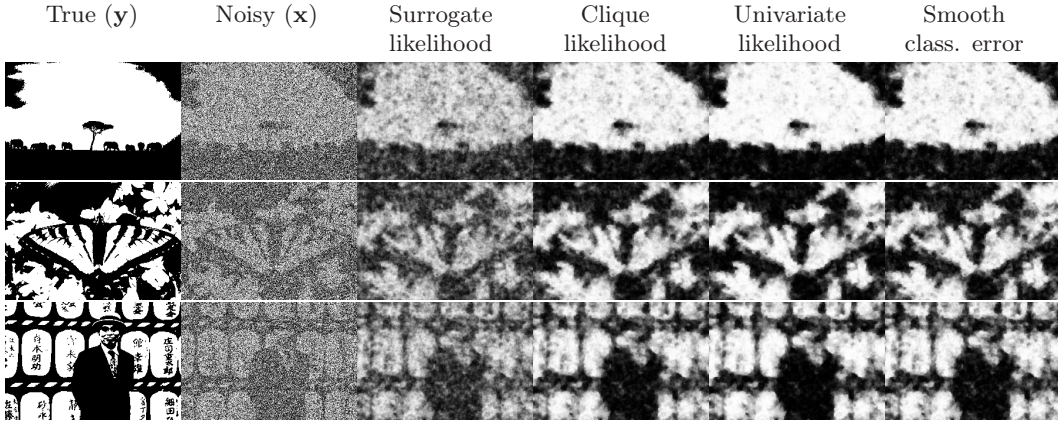 True (y)
Noisy (x)
Surrogate
likelihood
Clique
likelihood
Univariate
likelihood
Smooth
class. error